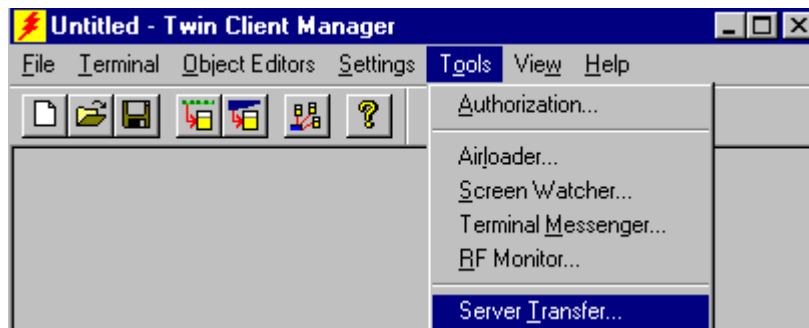 Untitled - Twin Client Manager
File Terminal Object Editors Settings Tools View Help
Authorization...
Airloader...
Screen Watcher...
Terminal Messenger...
RF Monitor...
Server Transfer...